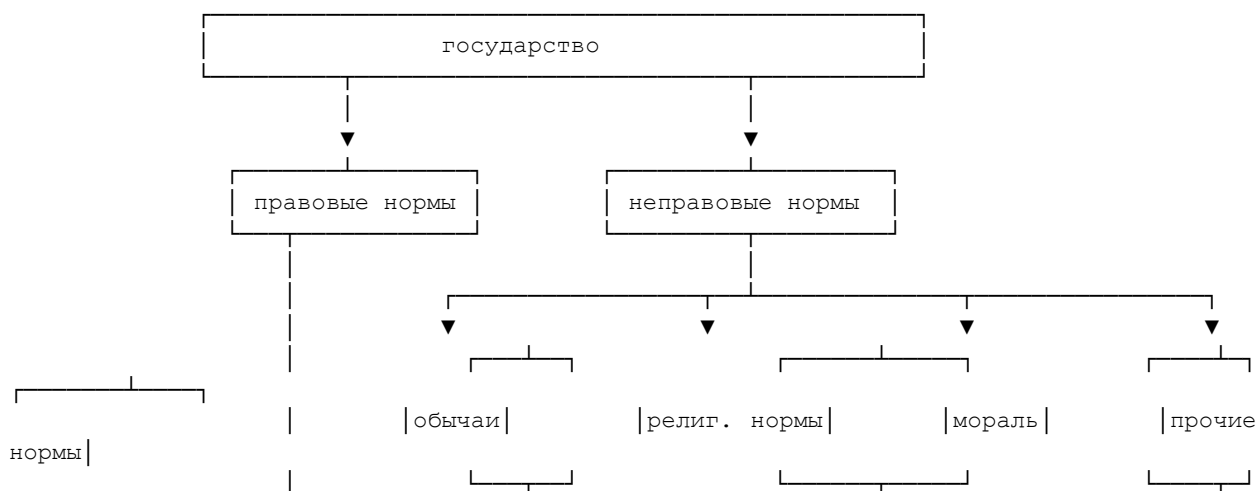 государство
правовые нормы неправовые нормы
обычаи религ. нормы мораль прочие
нормы